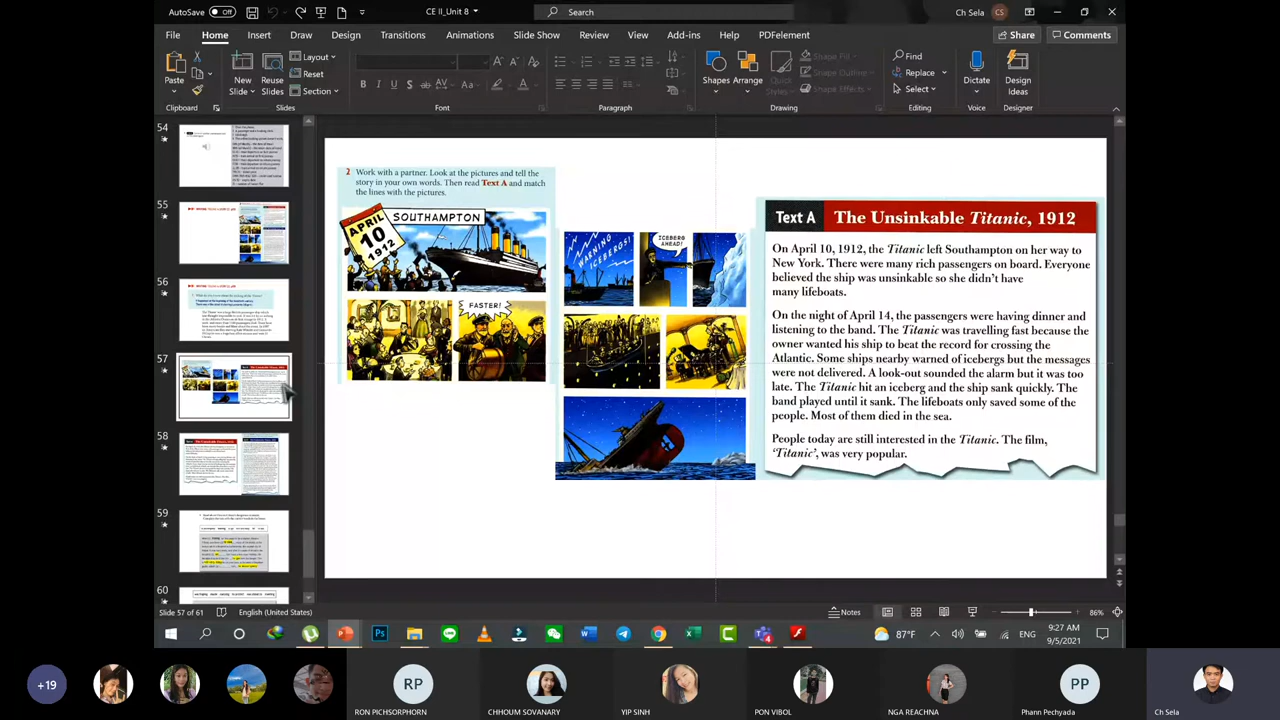 AutoSave Off
CE II_Unit 8
Search
Ch Sela
CS
File Home Insert Draw Design Transitions Animations Slide Show Review View Add-ins Help PDFelement
Share Comments
Paste
New Slide
Reuse Slides
Layout
Reset
Section
Shapes Arrange Quick Styles
Shape Fill
Shape Outline
Shape Effects
Find
Replace
Select
Dictate
Design Ideas
Clipboard Slides Font Paragraph Drawing Editing Voice Designer
54
55
56
57
58
59
60
2 Work with a partner. Look at the pictures and tell the
story in your own words. Then read Text A and match
the lines with the pictures.
APRIL 10 1912
SOUTHAMPTON
FASTER!
WARNING ICEBERGS!
ICEBERG AHEAD!
Text A The Unsinkable Titanic, 1912
On April 10, 1912, the Titanic left Southampton on her way to
New York. There were many rich passengers on board. Everyone
believed the ship was unsinkable so she didn't have
many lifeboats.
On the night of April 14, passengers were having dinner and
listening to the band. The Titanic was travelling fast because the
owner wanted his ship to beat the record for crossing the
Atlantic. Some ships nearby warned of icebergs but the messages
were not delivered. A look-out sounded the alarm but it was too
late. The Titanic hit an iceberg and the ship sank quickly. The
band played until it sank. The lifeboats only saved some of the
people. Most of them died in the sea.
People today are still interested in the Titanic. The film,
'Titanic', was very popular.
Slide 57 of 61
English (United States)
Notes
86%
87°F
ENG
9:27 AM
9/5/2021
+19
RP
RON PICHSORPHORN
CHHOUM SOVANARY
YIP SINH
PON VIBOL
NGA REACHNA
PP
Phann Pechyada
Ch Sela